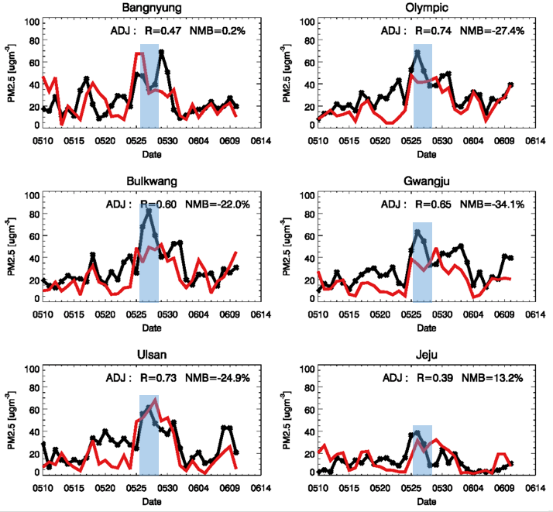 Bangnyung
ADJ : R=0.47 NMB=0.2%
PM2.5 [ugm⁻³]
100
80
60
40
20
0
0510 0515 0520 0525 0530 0604 0609 0614
Date
Olympic
ADJ : R=0.74 NMB=-27.4%
PM2.5 [ugm⁻³]
100
80
60
40
20
0
0510 0515 0520 0525 0530 0604 0609 0614
Date
Bulkwang
ADJ : R=0.60 NMB=-22.0%
PM2.5 [ugm⁻³]
100
80
60
40
20
0
0510 0515 0520 0525 0530 0604 0609 0614
Date
Gwangju
ADJ : R=0.65 NMB=-34.1%
PM2.5 [ugm⁻³]
100
80
60
40
20
0
0510 0515 0520 0525 0530 0604 0609 0614
Date
Ulsan
ADJ : R=0.73 NMB=-24.9%
PM2.5 [ugm⁻³]
100
80
60
40
20
0
0510 0515 0520 0525 0530 0604 0609 0614
Date
Jeju
ADJ : R=0.39 NMB=13.2%
PM2.5 [ugm⁻³]
100
80
60
40
20
0
0510 0515 0520 0525 0530 0604 0609 0614
Date